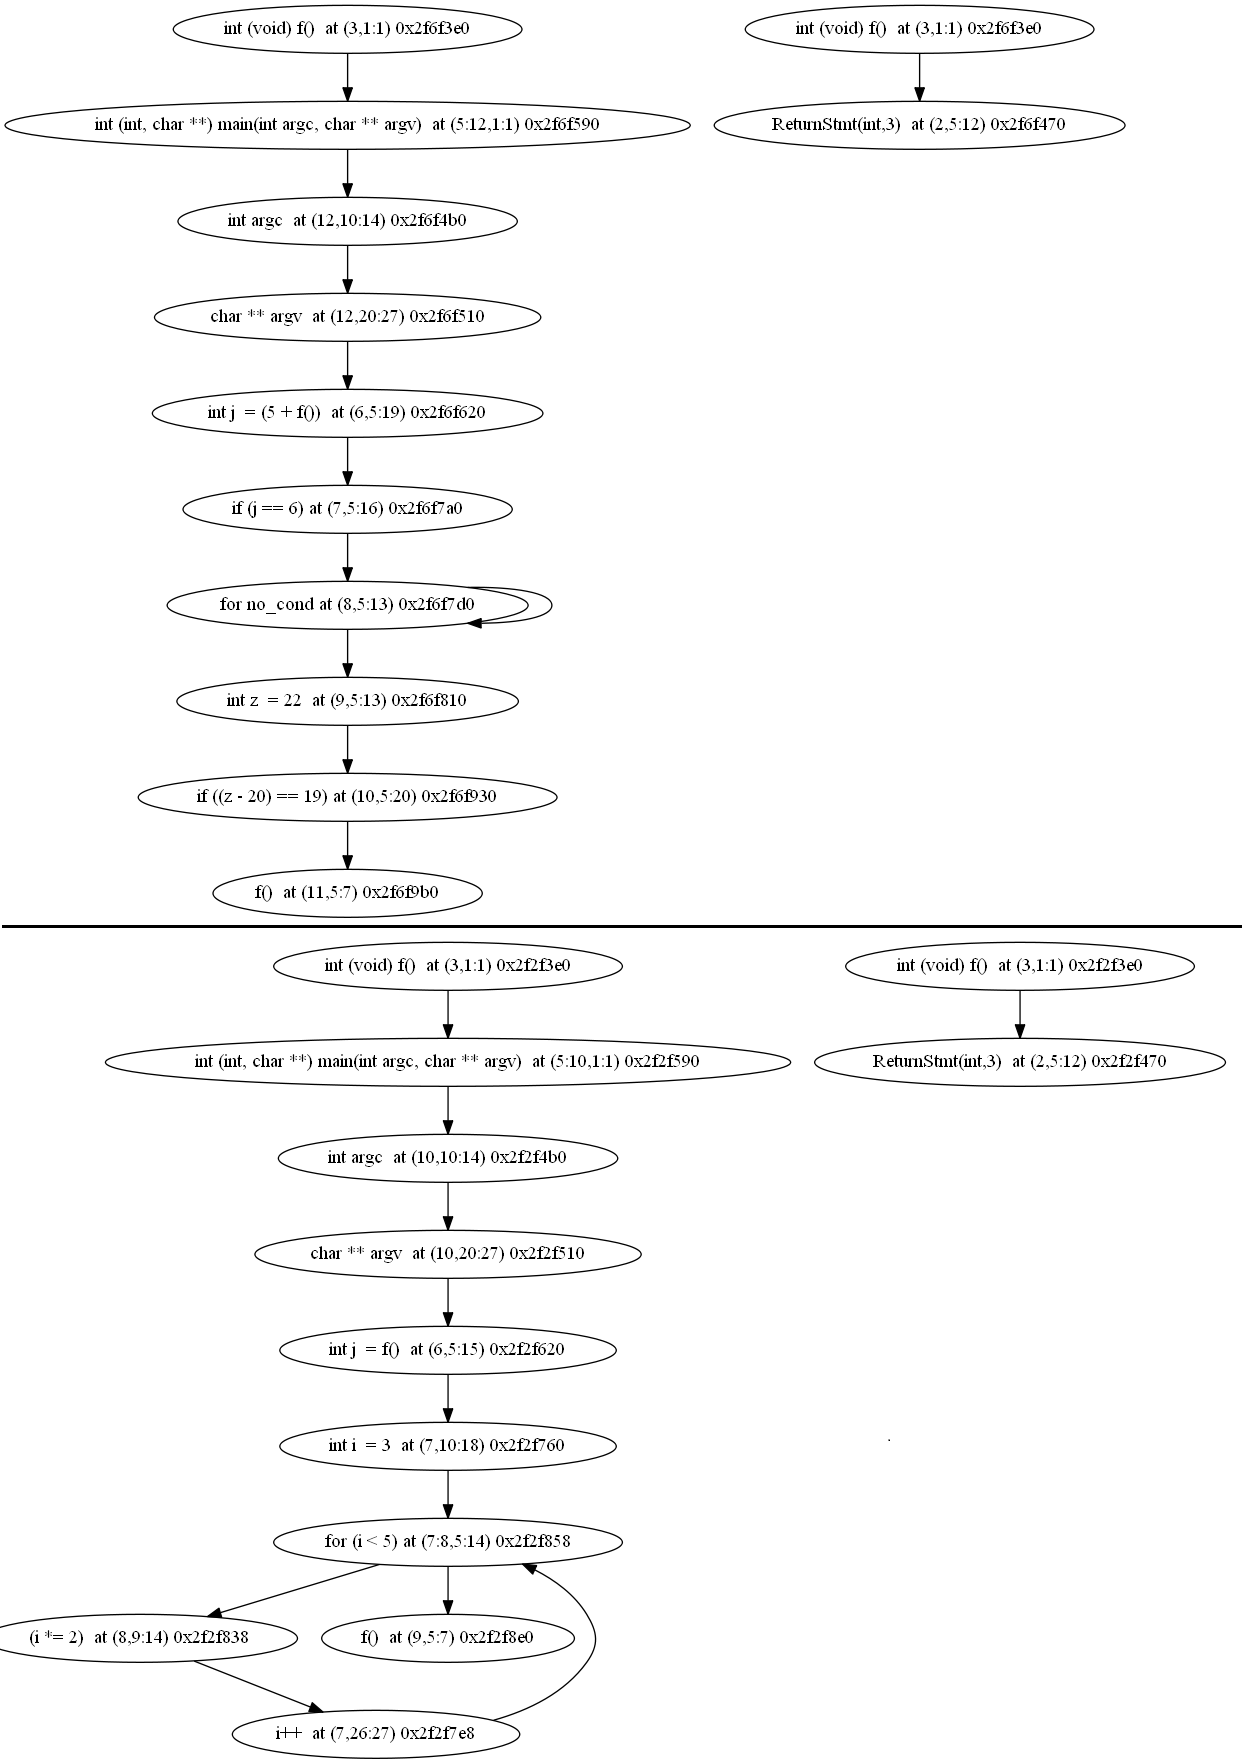 int (void) f()  at (3,1:1) 0x2f6f3e0
int (void) f()  at (3,1:1) 0x2f6f3e0
int (int, char **) main(int argc, char ** argv)  at (5:12,1:1) 0x2f6f590
ReturnStmt(int,3)  at (2,5:12) 0x2f6f470
int argc  at (12,10:14) 0x2f6f4b0
char ** argv  at (12,20:27) 0x2f6f510
int j  = (5 + f())  at (6,5:19) 0x2f6f620
if (j == 6) at (7,5:16) 0x2f6f7a0
for no_cond at (8,5:13) 0x2f6f7d0
int z  = 22  at (9,5:13) 0x2f6f810
if ((z - 20) == 19) at (10,5:20) 0x2f6f930
f()  at (11,5:7) 0x2f6f9b0
int (void) f()  at (3,1:1) 0x2f2f3e0
int (void) f()  at (3,1:1) 0x2f2f3e0
int (int, char **) main(int argc, char ** argv)  at (5:10,1:1) 0x2f2f590
ReturnStmt(int,3)  at (2,5:12) 0x2f2f470
int argc  at (10,10:14) 0x2f2f4b0
char ** argv  at (10,20:27) 0x2f2f510
int j  = f()  at (6,5:15) 0x2f2f620
int i  = 3  at (7,10:18) 0x2f2f760
for (i < 5) at (7:8,5:14) 0x2f2f858
(i *= 2)  at (8,9:14) 0x2f2f838
f()  at (9,5:7) 0x2f2f8e0
i++  at (7,26:27) 0x2f2f7e8